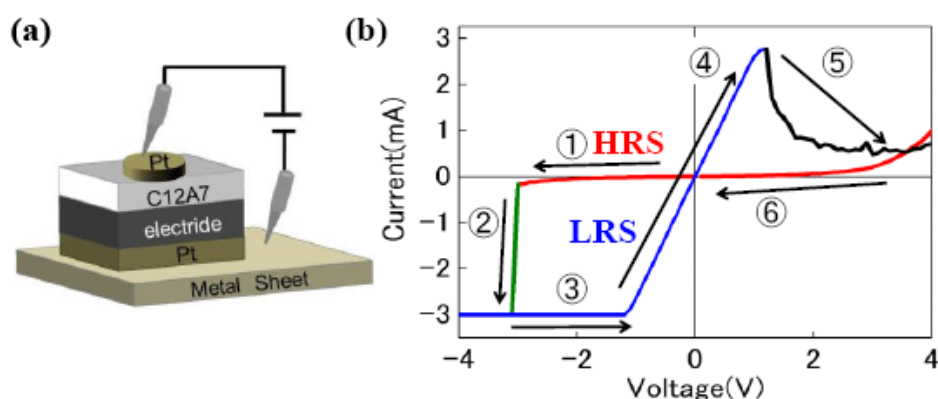 (a)
Pt
C12A7
electride
Pt
Metal Sheet
(b)
Current(mA)
3
2
1
0
−1
−2
−3
① HRS
②
③
④
⑤
⑥
LRS
−4
−2
0
2
4
Voltage(V)